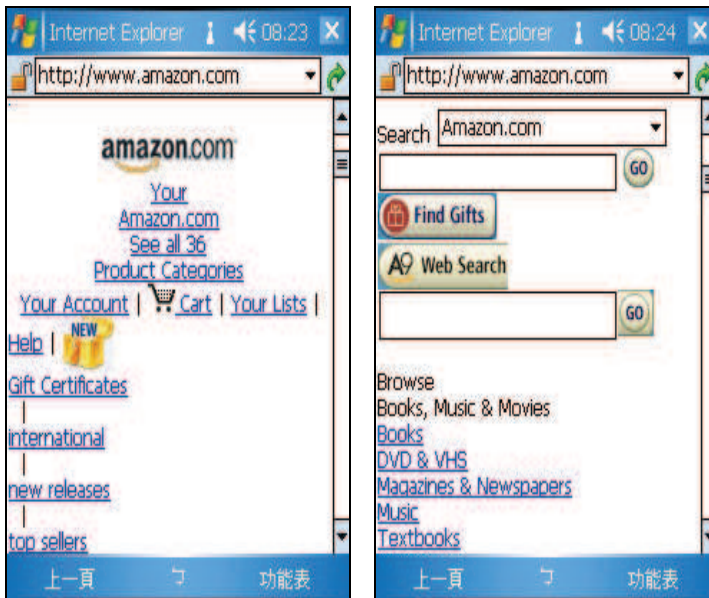 Internet Explorer 08:23
http://www.amazon.com
amazon.com
Your
Amazon.com
See all 36
Product Categories
Your Account | Cart | Your Lists |
Help | NEW
Gift Certificates
|
international
|
new releases
|
top sellers
上一頁 ㄅ 功能表
Internet Explorer 08:24
http://www.amazon.com
Search Amazon.com
GO
Find Gifts
A9 Web Search
GO
Browse
Books, Music & Movies
Books
DVD & VHS
Magazines & Newspapers
Music
Textbooks
上一頁 ㄅ 功能表